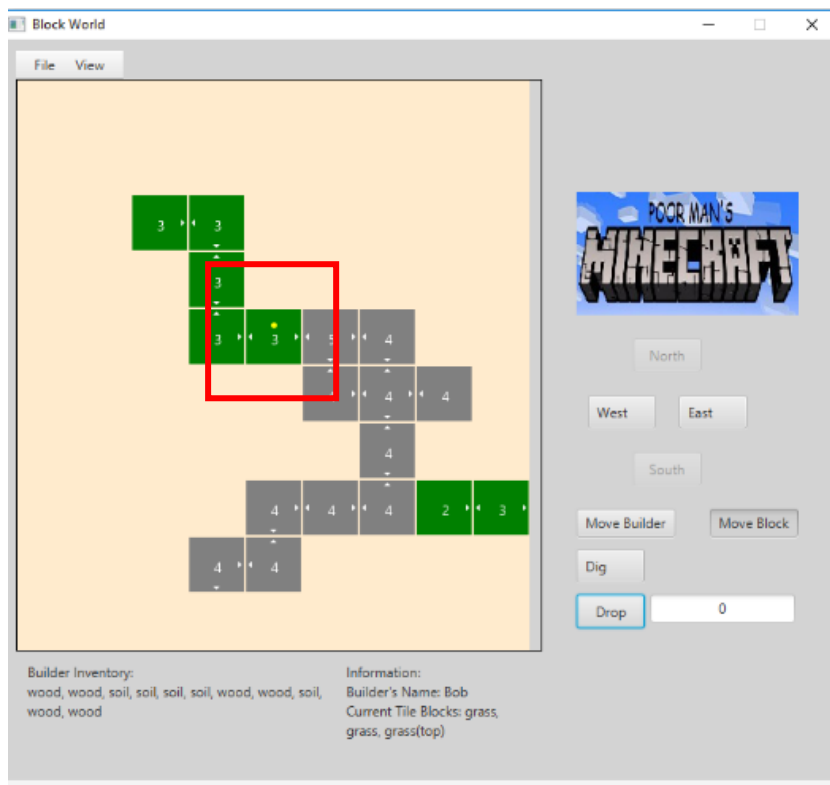 Block World
File View
POOR MAN'S
MINECRAFT
3 3
3
3 3 5 4
4 4 4
4
4 4 4 2 3
4 4
North
West East
South
Move Builder Move Block
Dig
Drop 0
Builder Inventory:
wood, wood, soil, soil, soil, soil, wood, wood, soil,
wood, wood
Information:
Builder's Name: Bob
Current Tile Blocks: grass,
grass, grass(top)